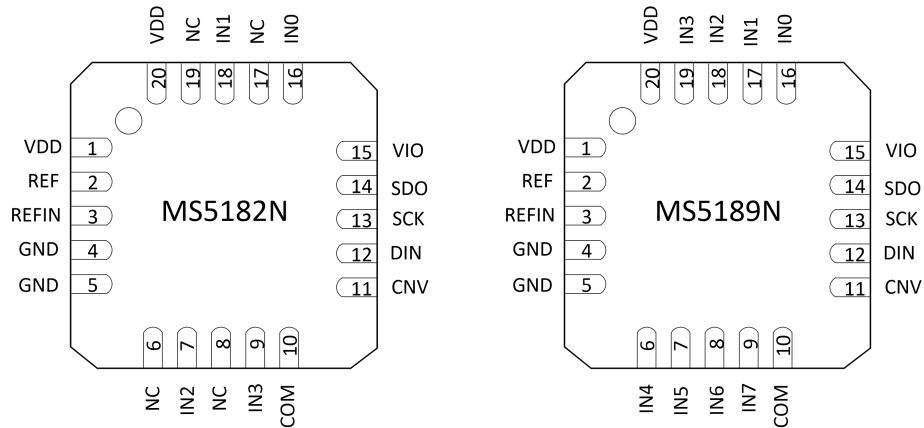 VDD NC IN1 NC IN0
20 19 18 17 16
VDD 1
REF 2
REFIN 3
GND 4
GND 5
MS5182N
15 VIO
14 SDO
13 SCK
12 DIN
11 CNV
6 7 8 9 10
NC IN2 NC IN3 COM
VDD IN3 IN2 IN1 IN0
20 19 18 17 16
VDD 1
REF 2
REFIN 3
GND 4
GND 5
MS5189N
15 VIO
14 SDO
13 SCK
12 DIN
11 CNV
6 7 8 9 10
IN4 IN5 IN6 IN7 COM